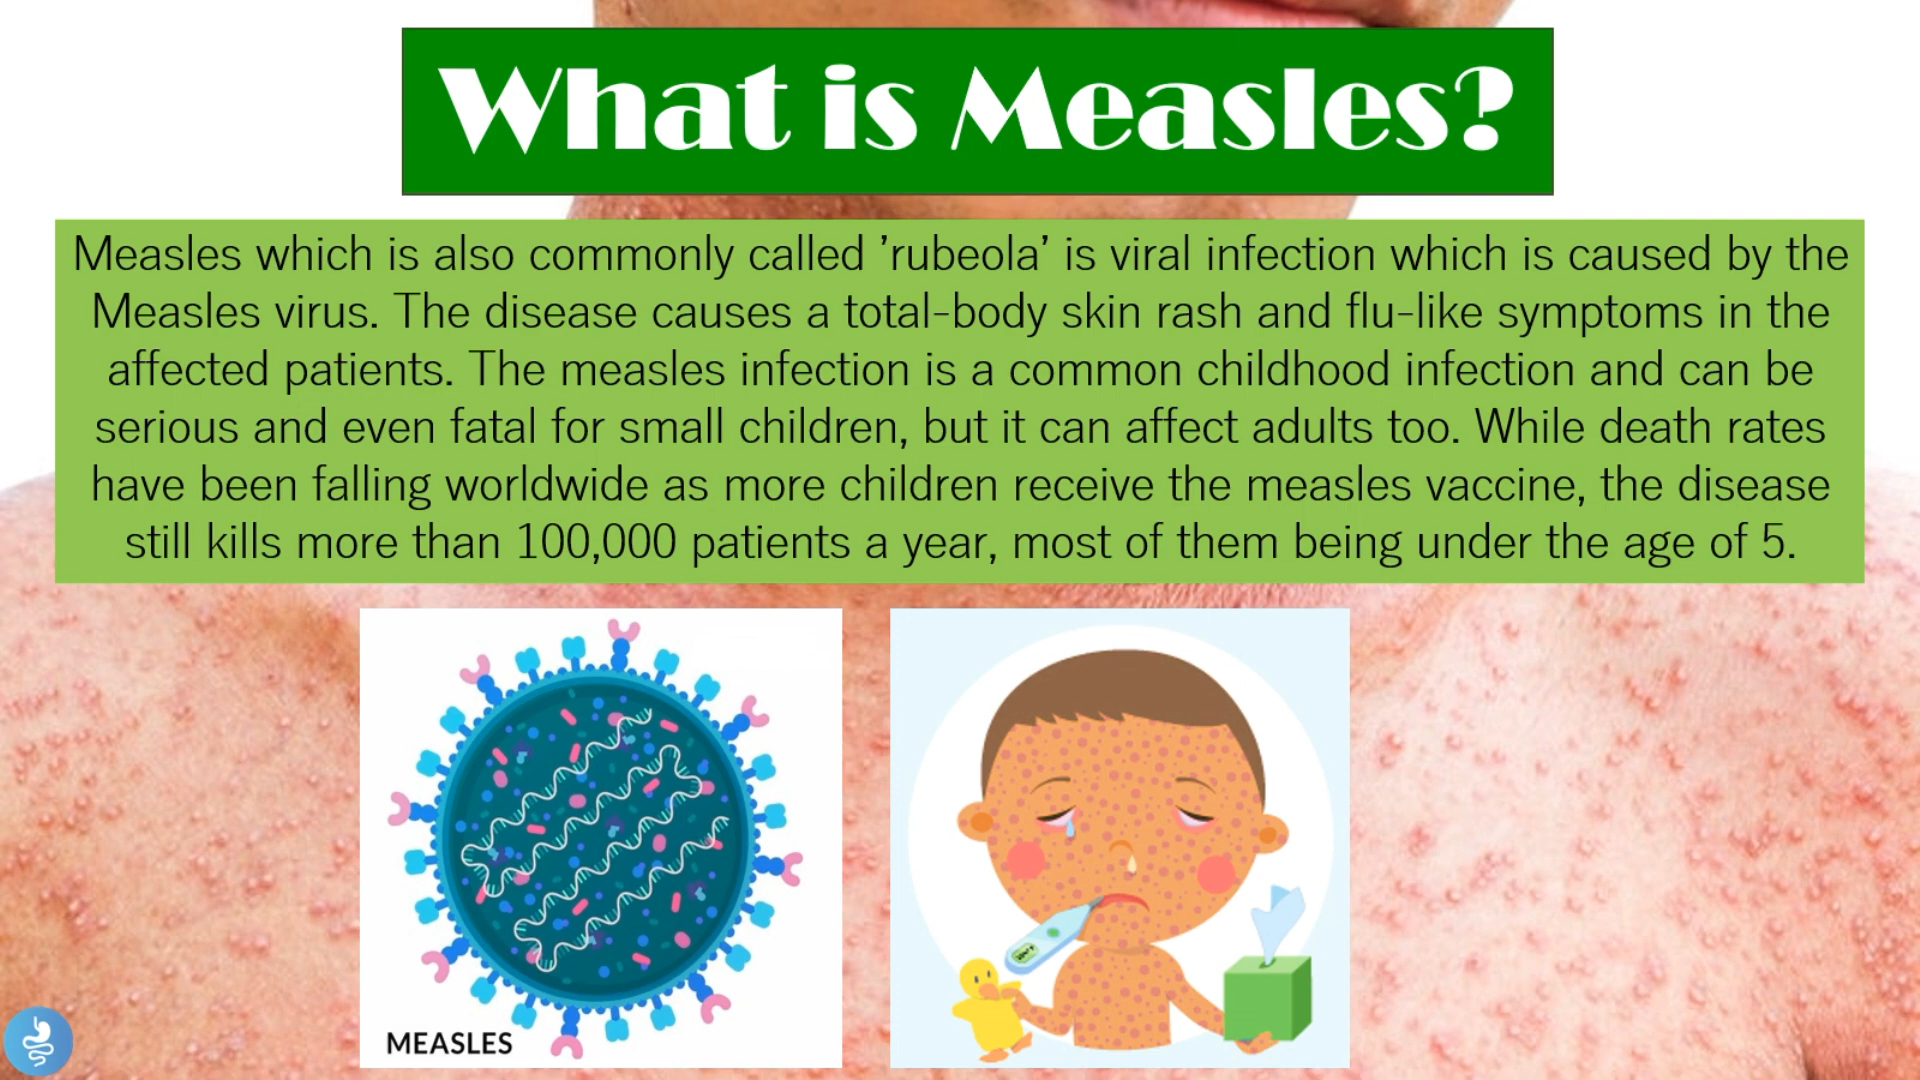 What is Measles?
Measles which is also commonly called ’rubeola’ is viral infection which is caused by the
Measles virus. The disease causes a total-body skin rash and flu-like symptoms in the
affected patients. The measles infection is a common childhood infection and can be
serious and even fatal for small children, but it can affect adults too. While death rates
have been falling worldwide as more children receive the measles vaccine, the disease
still kills more than 100,000 patients a year, most of them being under the age of 5.
MEASLES